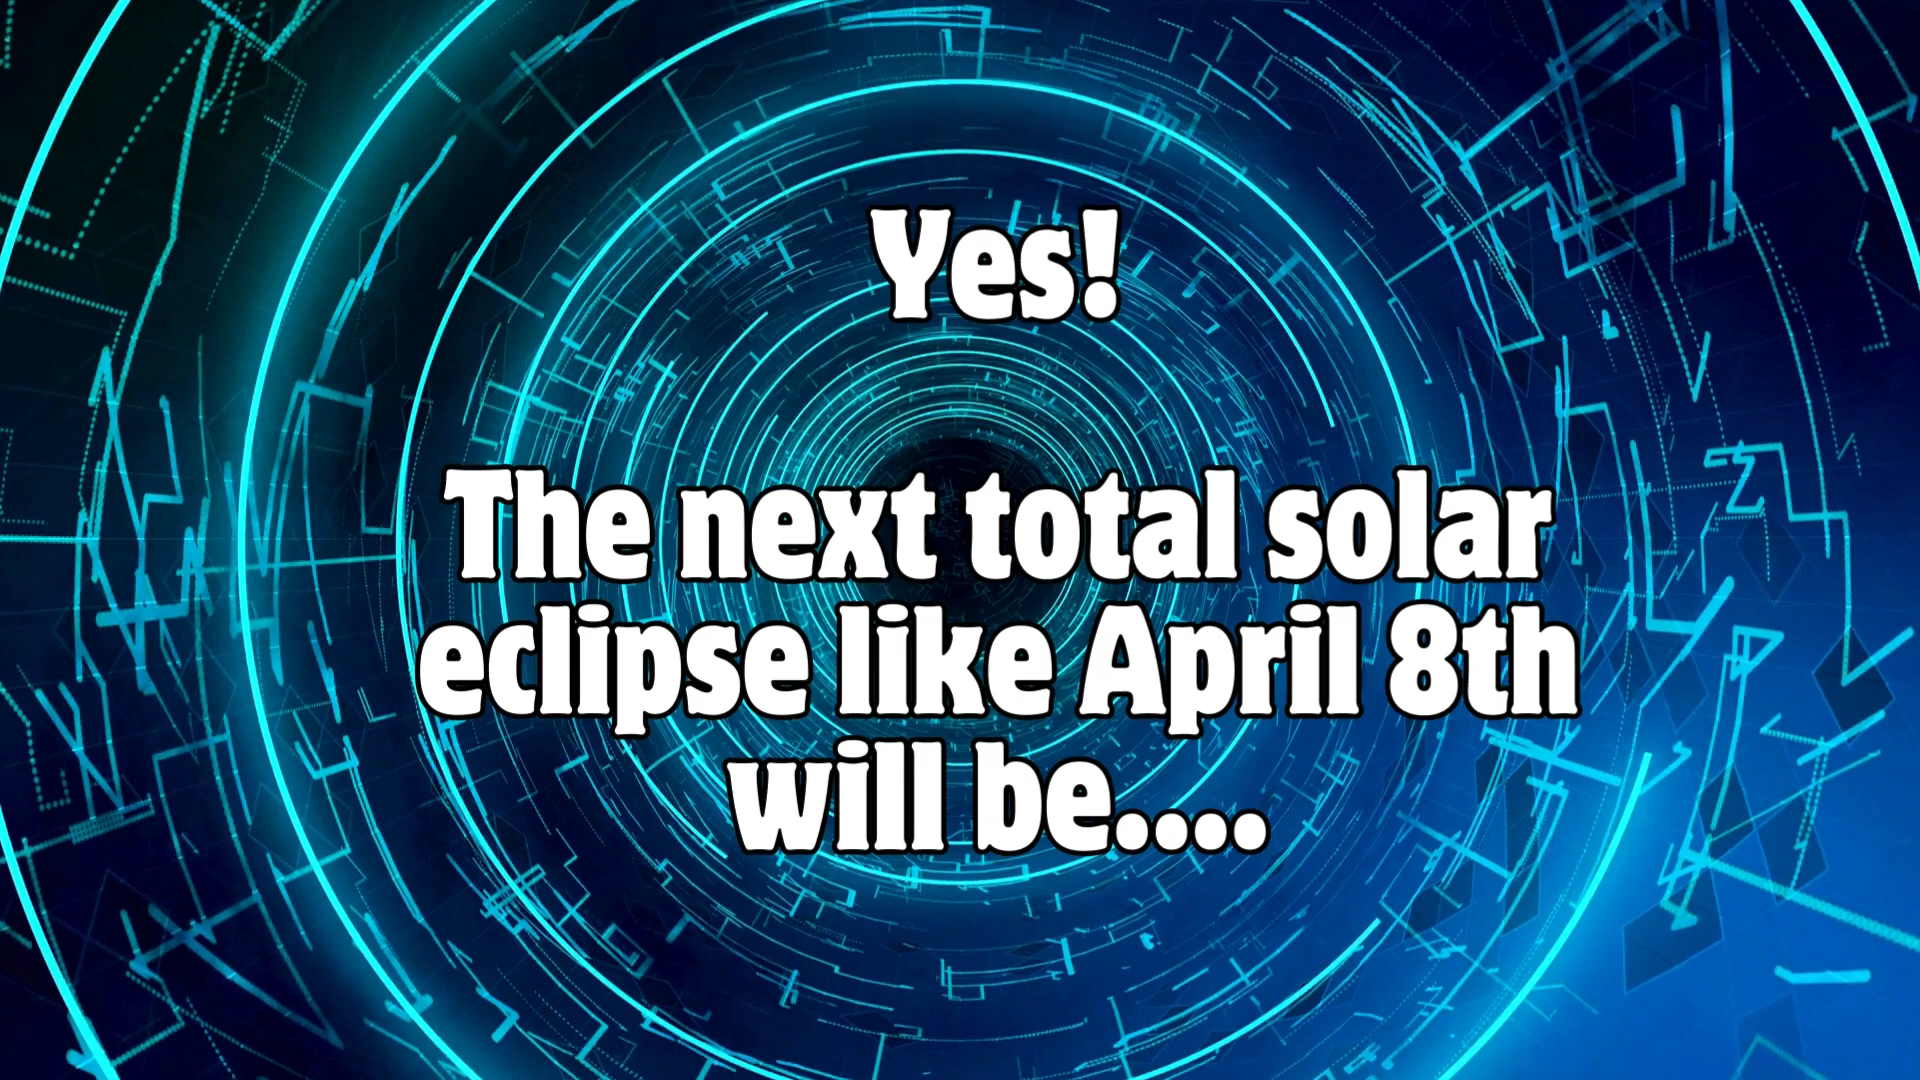 Yes!
The next total solar
eclipse like April 8th
will be....